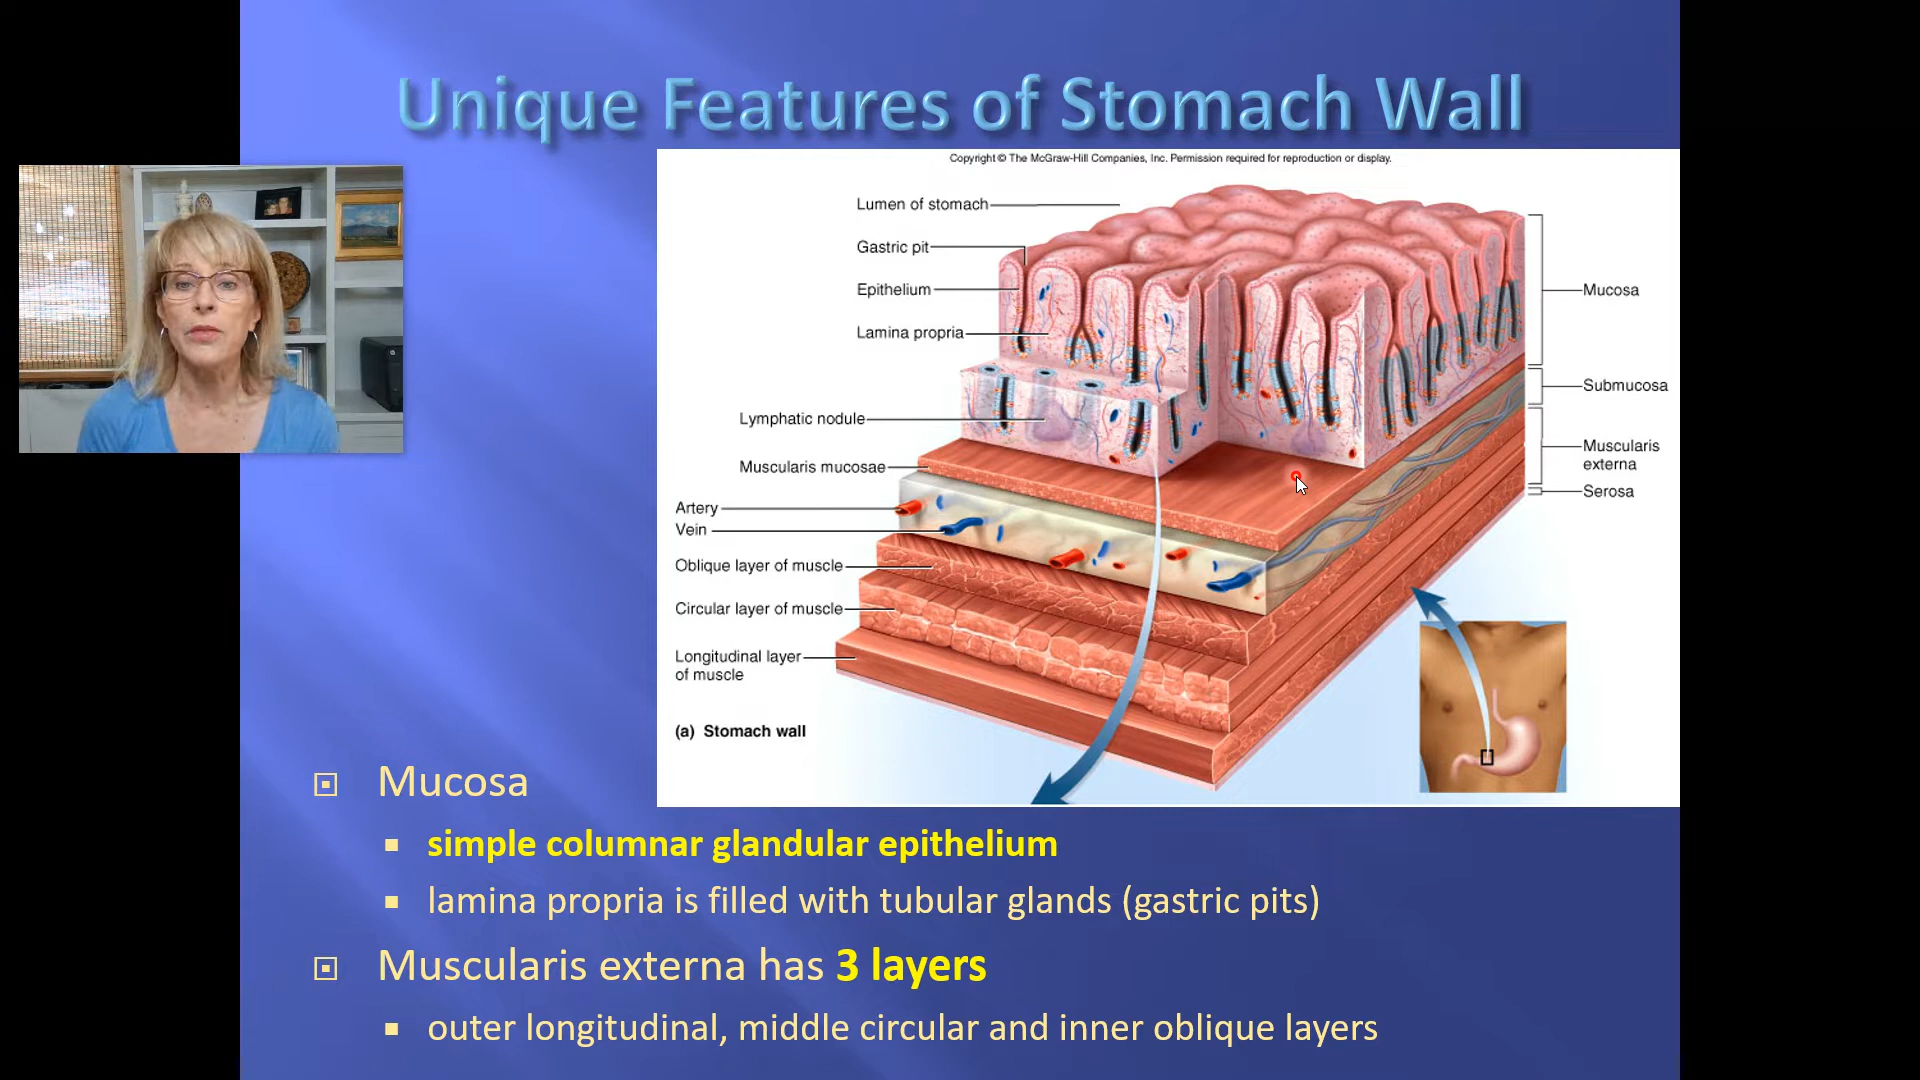 Unique Features of Stomach Wall
Copyright © The McGraw-Hill Companies, Inc. Permission required for reproduction or display.
Lumen of stomach
Gastric pit
Epithelium
Lamina propria
Lymphatic nodule
Muscularis mucosae
Artery
Vein
Oblique layer of muscle
Circular layer of muscle
Longitudinal layer
of muscle
(a) Stomach wall
Mucosa
Submucosa
Muscularis
externa
Serosa
Mucosa
simple columnar glandular epithelium
lamina propria is filled with tubular glands (gastric pits)
Muscularis externa has 3 layers
outer longitudinal, middle circular and inner oblique layers